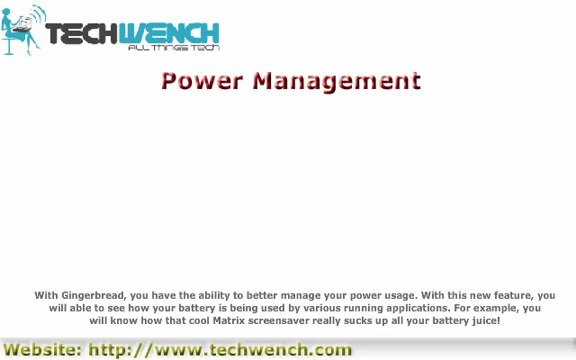 TECHWENCH
ALL THINGS TECH
Power Management
With Gingerbread, you have the ability to better manage your power usage. With this new feature, you
will able to see how your battery is being used by various running applications. For example, you
will know how that cool Matrix screensaver really sucks up all your battery juice!
Website: http://www.techwench.com